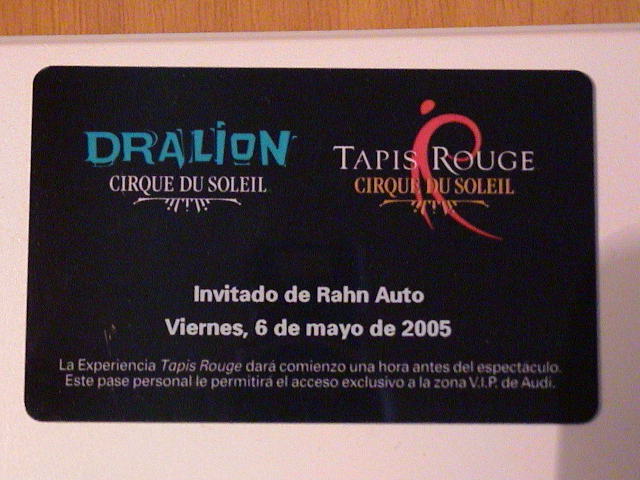 DRALION
CIRQUE DU SOLEIL
TAPIS ROUGE
CIRQUE DU SOLEIL
Invitado de Rahn Auto
Viernes, 6 de mayo de 2005
La Experiencia Tapis Rouge dará comienzo una hora antes del espectáculo.
Este pase personal le permitirá el acceso exclusivo a la zona V.I.P. de Audi.